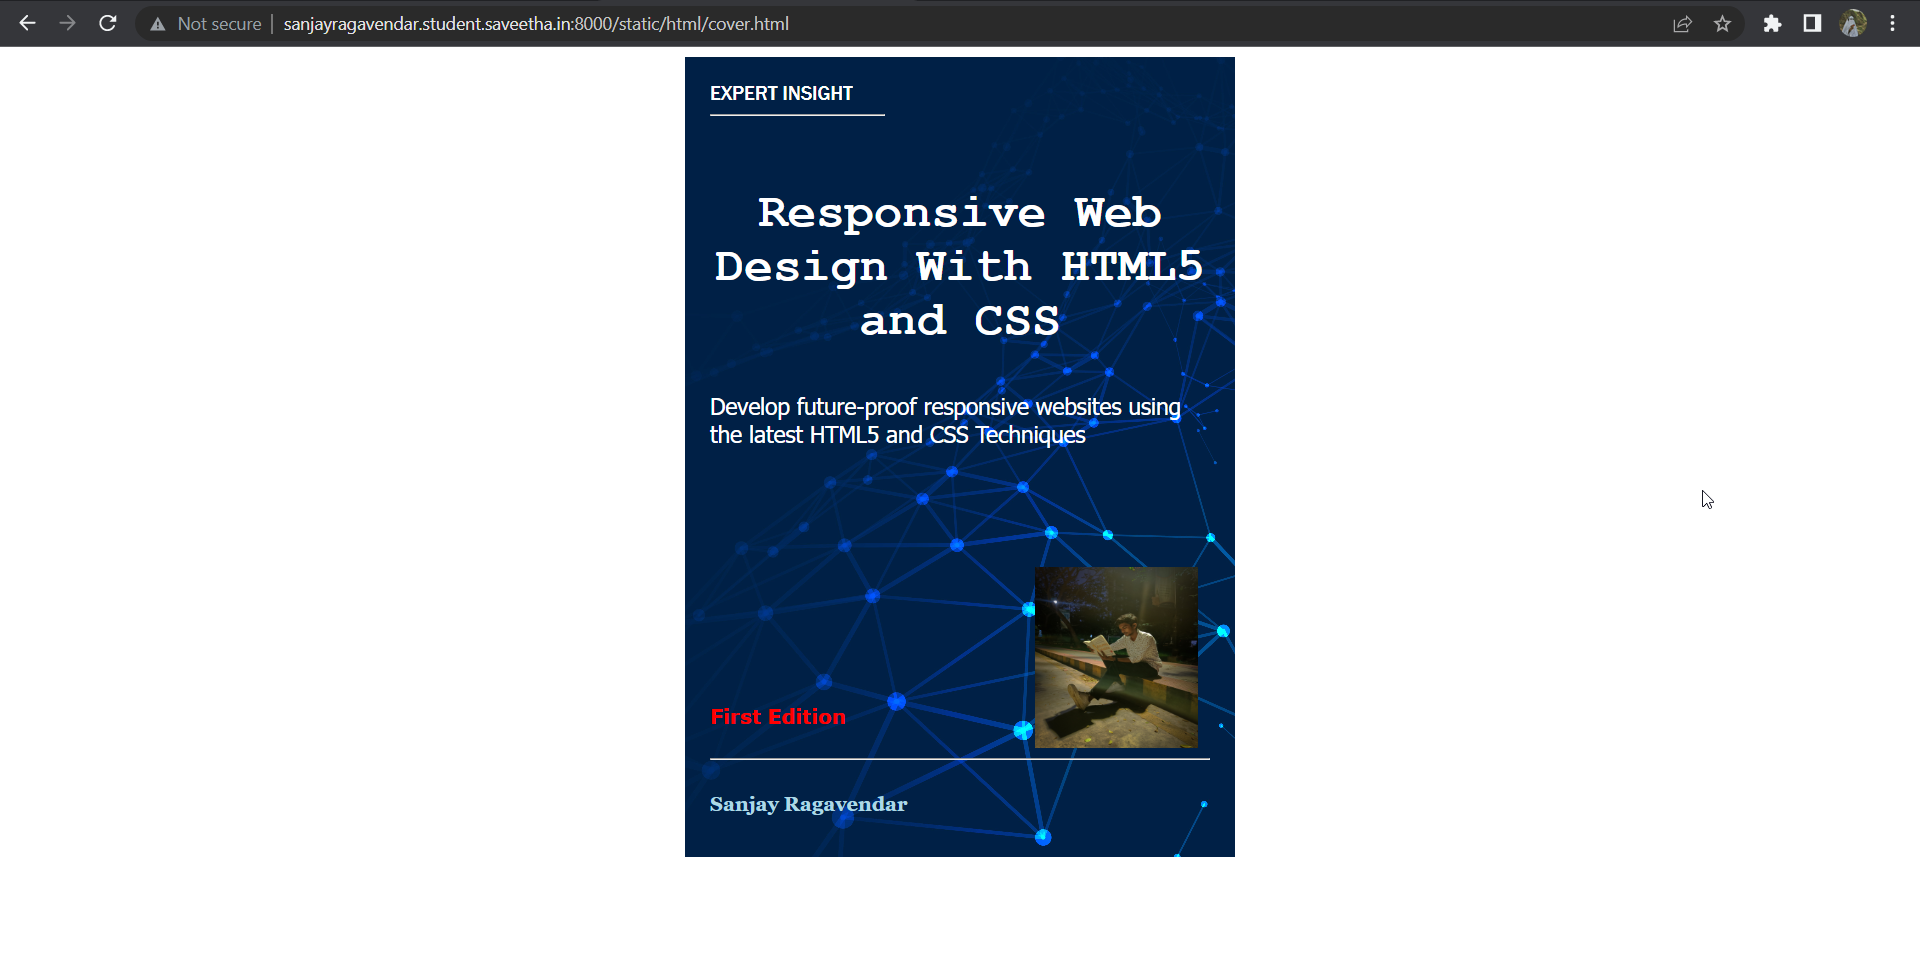 Not secure
sanjayragavendar.student.saveetha.in:8000/static/html/cover.html
EXPERT INSIGHT
Responsive Web
Design With HTML5
and CSS
Develop future-proof responsive websites using
the latest HTML5 and CSS Techniques
First Edition
Sanjay Ragavendar